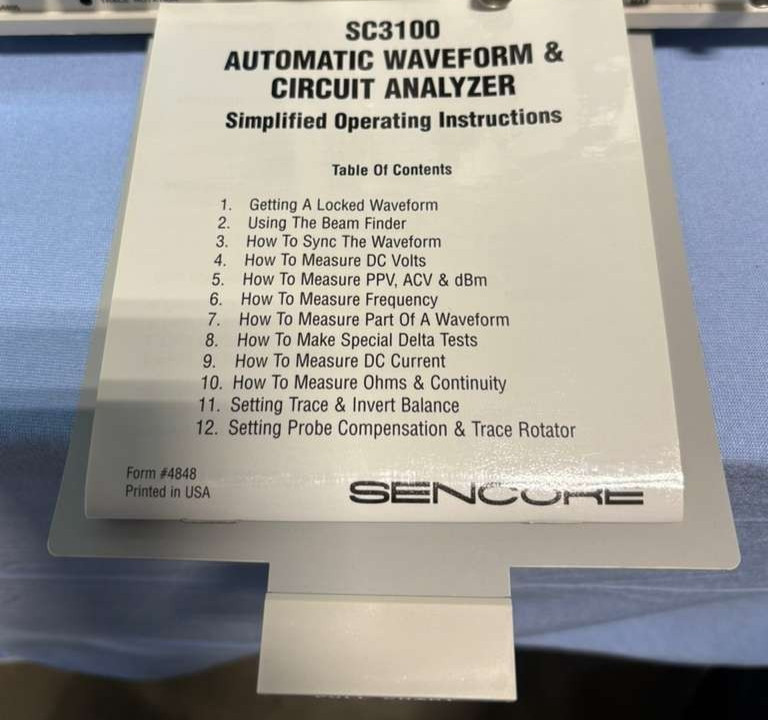 SC3100
AUTOMATIC WAVEFORM &
CIRCUIT ANALYZER
Simplified Operating Instructions
Table Of Contents
1. Getting A Locked Waveform
2. Using The Beam Finder
3. How To Sync The Waveform
4. How To Measure DC Volts
5. How To Measure PPV, ACV & dBm
6. How To Measure Frequency
7. How To Measure Part Of A Waveform
8. How To Make Special Delta Tests
9. How To Measure DC Current
10. How To Measure Ohms & Continuity
11. Setting Trace & Invert Balance
12. Setting Probe Compensation & Trace Rotator
Form #4848
Printed in USA
SENCORE